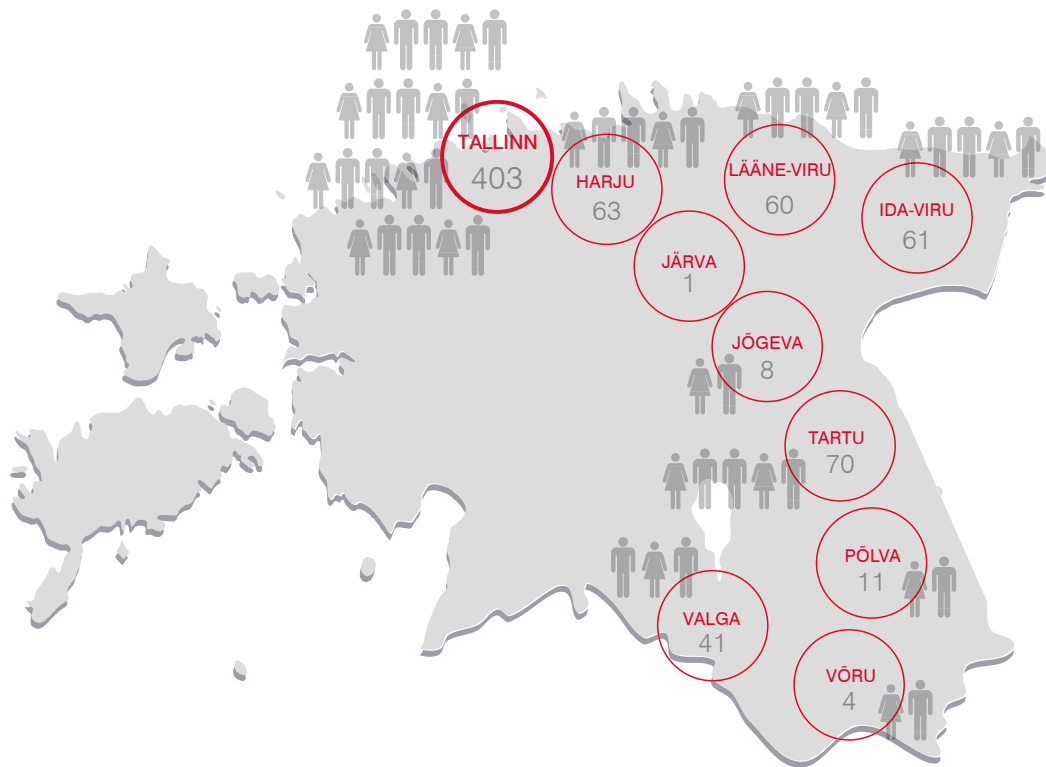 TALLINN
403
HARJU
63
LÄÄNE-VIRU
60
IDA-VIRU
61
JÄRVA
1
JÕGEVA
8
TARTU
70
PÕLVA
11
VALGA
41
VÕRU
4